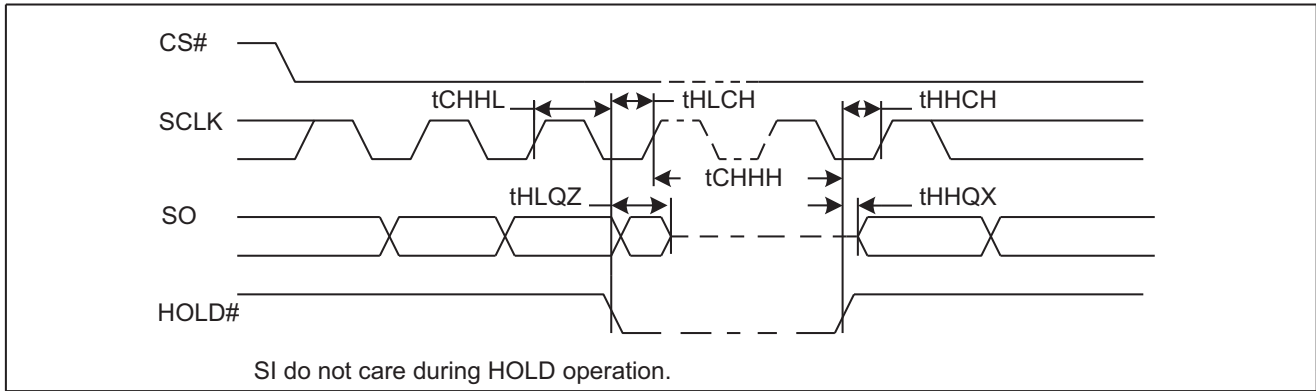 CS#
tCHHL
tHLCH
tHHCH
SCLK
tCHHH
tHLQZ
tHHQX
SO
HOLD#
SI do not care during HOLD operation.